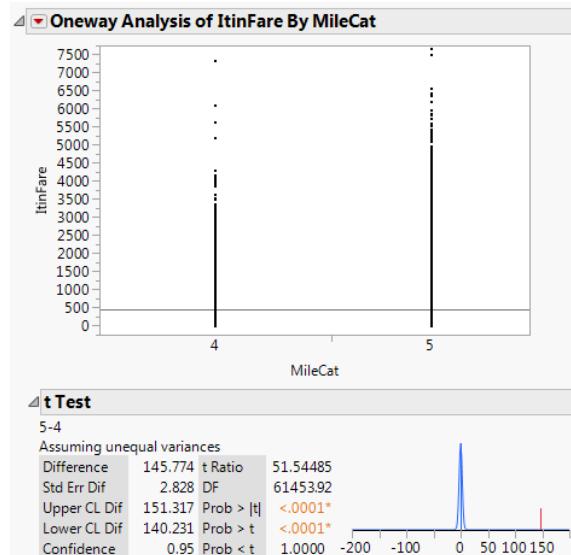 Oneway Analysis of ItinFare By MileCat
7500
7000
6500
6000
5500
5000
4500
4000
3500
3000
2500
2000
1500
1000
500
0
ItinFare
4 5
MileCat
t Test
5-4
Assuming unequal variances
Difference 145.774 t Ratio 51.54485
Std Err Dif 2.828 DF 61453.92
Upper CL Dif 151.317 Prob > |t| <.0001*
Lower CL Dif 140.231 Prob > t <.0001*
Confidence 0.95 Prob < t 1.0000
-200 -100 0 50 100 150